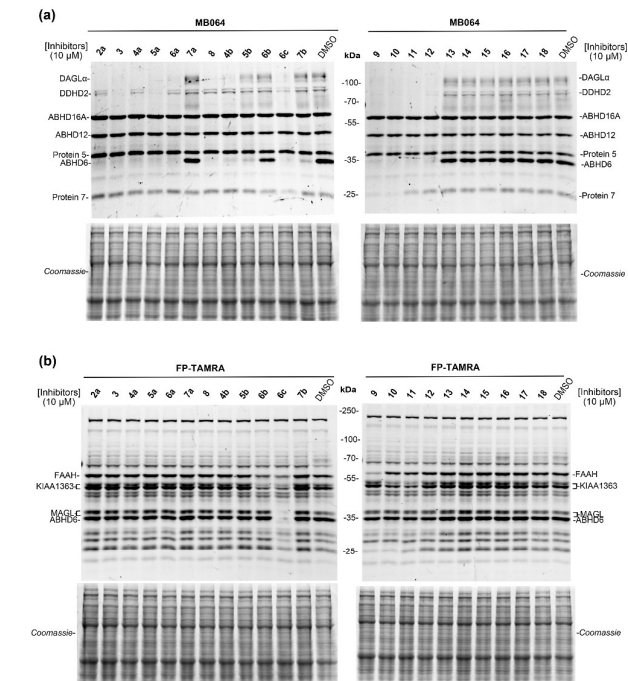 (a)
MB064
MB064
[Inhibitors]
(10 µM)
2a 3 4a 5a 6a 7a 8 4b 5b 6b 6c 7b DMSO
kDa
9 10 11 12 13 14 15 16 17 18 DMSO
[Inhibitors]
(10 µM)
DAGLα-
DDHD2-
ABHD16A-
ABHD12-
Protein 5-
ABHD6-
Protein 7-
-100-
-70-
-55-
-35-
-25-
-DAGLα
-DDHD2
-ABHD16A
-ABHD12
-Protein 5
-ABHD6
-Protein 7
Coomassie-
-Coomassie
(b)
FP-TAMRA
FP-TAMRA
[Inhibitors]
(10 µM)
2a 3 4a 5a 6a 7a 8 4b 5b 6b 6c 7b DMSO
kDa
9 10 11 12 13 14 15 16 17 18 DMSO
[Inhibitors]
(10 µM)
FAAH-
KIAA1363-
MAGL
ABHD6-
-250-
-100-
-70-
-55-
-35-
-25-
-FAAH
-KIAA1363
-MAGL
-ABHD6
Coomassie-
-Coomassie